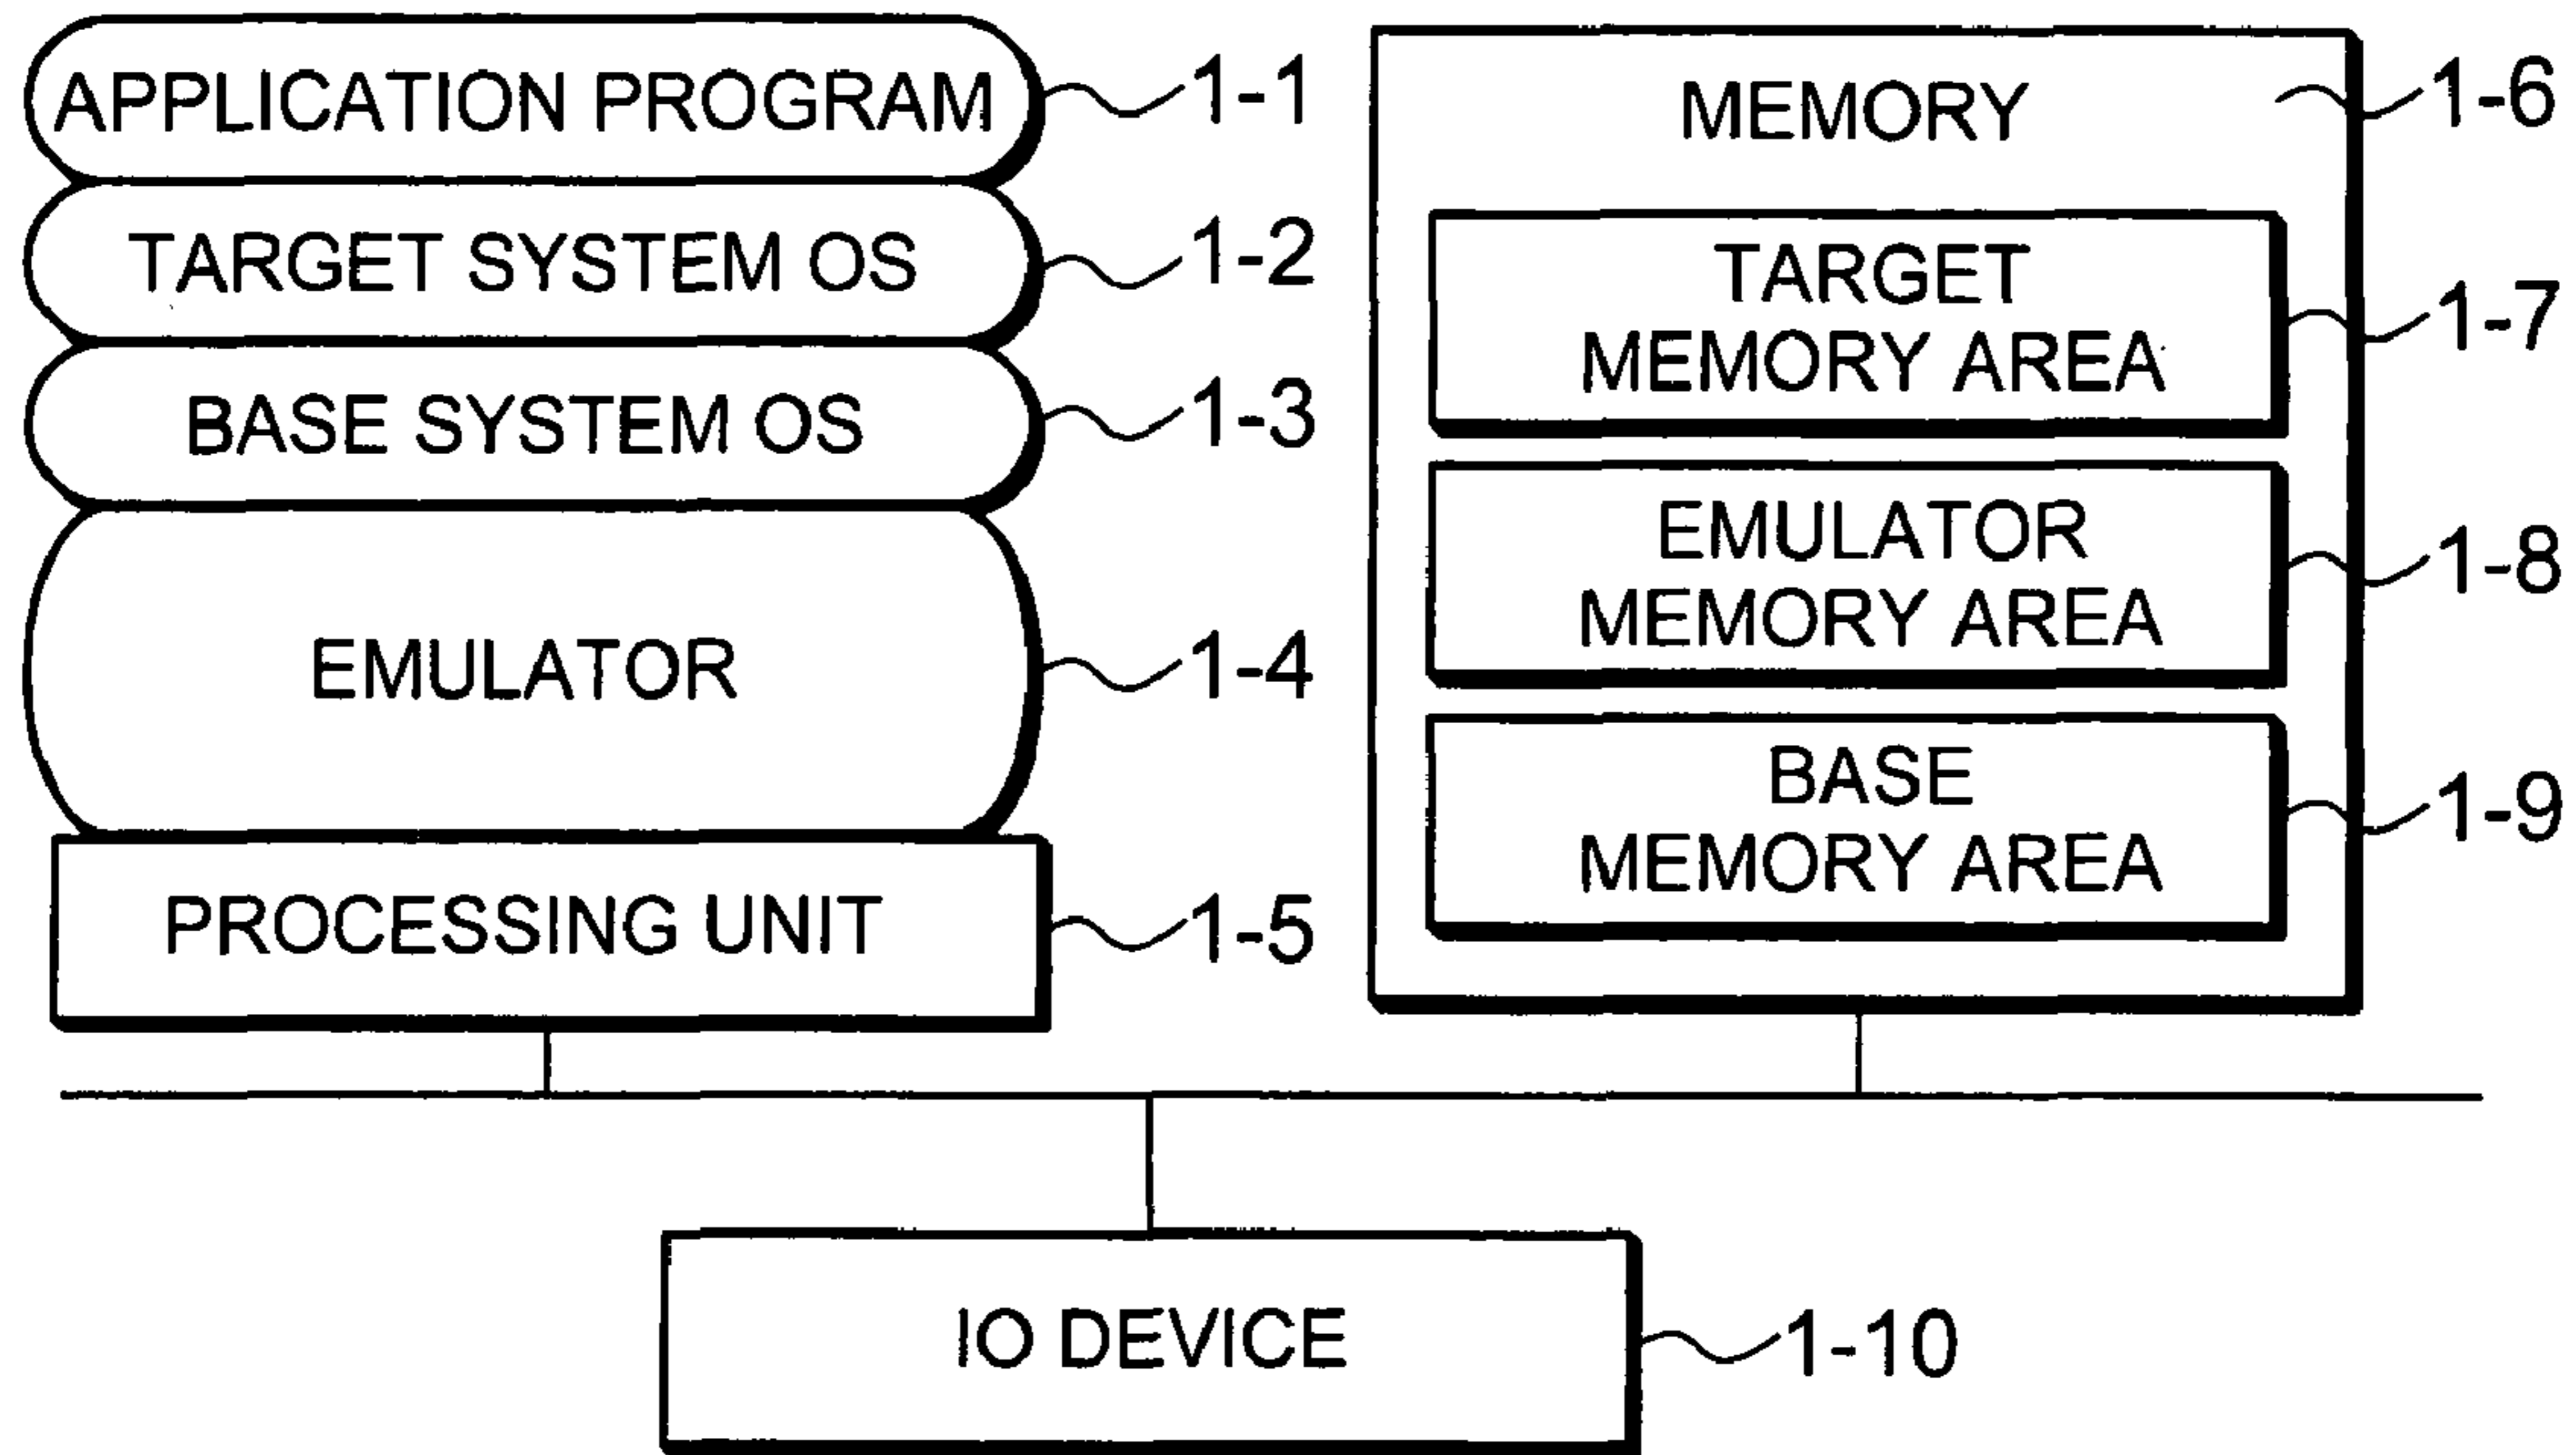 APPLICATION PROGRAM 1-1
TARGET SYSTEM OS 1-2
BASE SYSTEM OS 1-3
EMULATOR 1-4
PROCESSING UNIT 1-5
MEMORY 1-6
TARGET
MEMORY AREA 1-7
EMULATOR
MEMORY AREA 1-8
BASE
MEMORY AREA 1-9
IO DEVICE 1-10